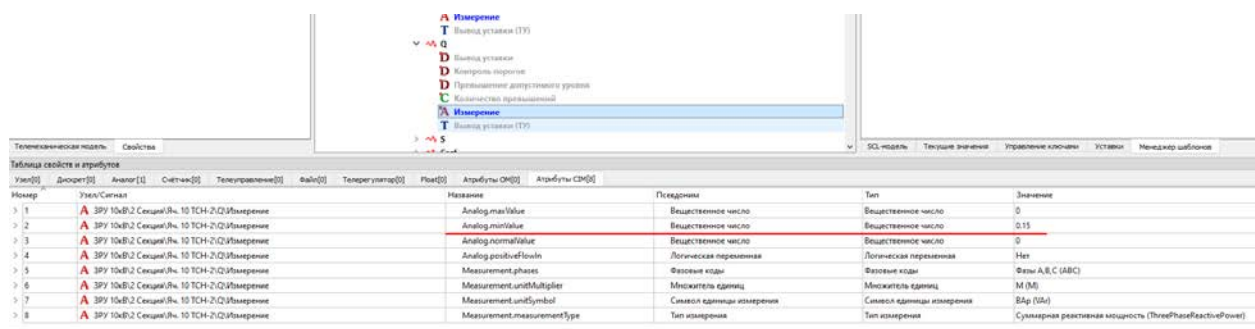 Измерение
Вывод уставки (ТУ)
Q
Вывод уставки
Контроль порогов
Превышение допустимого уровня
Количество превышений
Измерение
Вывод уставки (ТУ)
S
Телемеханическая модель Свойства
SCL-модель Текущие значения Управление ключами Уставки Менеджер шаблонов
Таблица свойств и атрибутов
Узел[0] Дискрет[0] Аналог[1] Счётчик[0] Телеуправление[0] Файл[0] Телерегулятор[0] Float[0] Атрибуты ОМ[0] Атрибуты CIM[8]
Номер Узел/Сигнал Название Псевдоним Тип Значение
1 А ЗРУ 10кВ\2 Секция\Яч. 10 ТСН-2\Q\Измерение Analog.maxValue Вещественное число Вещественное число 0
2 А ЗРУ 10кВ\2 Секция\Яч. 10 ТСН-2\Q\Измерение Analog.minValue Вещественное число Вещественное число 0.15
3 А ЗРУ 10кВ\2 Секция\Яч. 10 ТСН-2\Q\Измерение Analog.normalValue Вещественное число Вещественное число 0
4 А ЗРУ 10кВ\2 Секция\Яч. 10 ТСН-2\Q\Измерение Analog.positiveFlowIn Логическая переменная Логическая переменная Нет
5 А ЗРУ 10кВ\2 Секция\Яч. 10 ТСН-2\Q\Измерение Measurement.phases Фазовые коды Фазовые коды Фазы A,B,C (ABC)
6 А ЗРУ 10кВ\2 Секция\Яч. 10 ТСН-2\Q\Измерение Measurement.unitMultiplier Множитель единиц Множитель единиц М (M)
7 А ЗРУ 10кВ\2 Секция\Яч. 10 ТСН-2\Q\Измерение Measurement.unitSymbol Символ единицы измерения Символ единицы измерения ВАр (VAr)
8 А ЗРУ 10кВ\2 Секция\Яч. 10 ТСН-2\Q\Измерение Measurement.measurementType Тип измерения Тип измерения Суммарная реактивная мощность (ThreePhaseReactivePower)